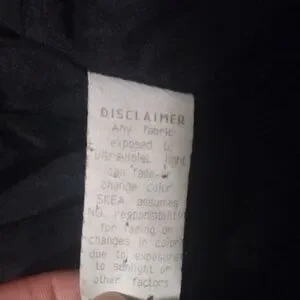 DISCLAIMER
Any fabric
exposed to
ultraviolet light
can fade or
change color
SKEA assumes
NO responsibility
for fading or
changes in color
due to exposure
to sunlight or
other factors